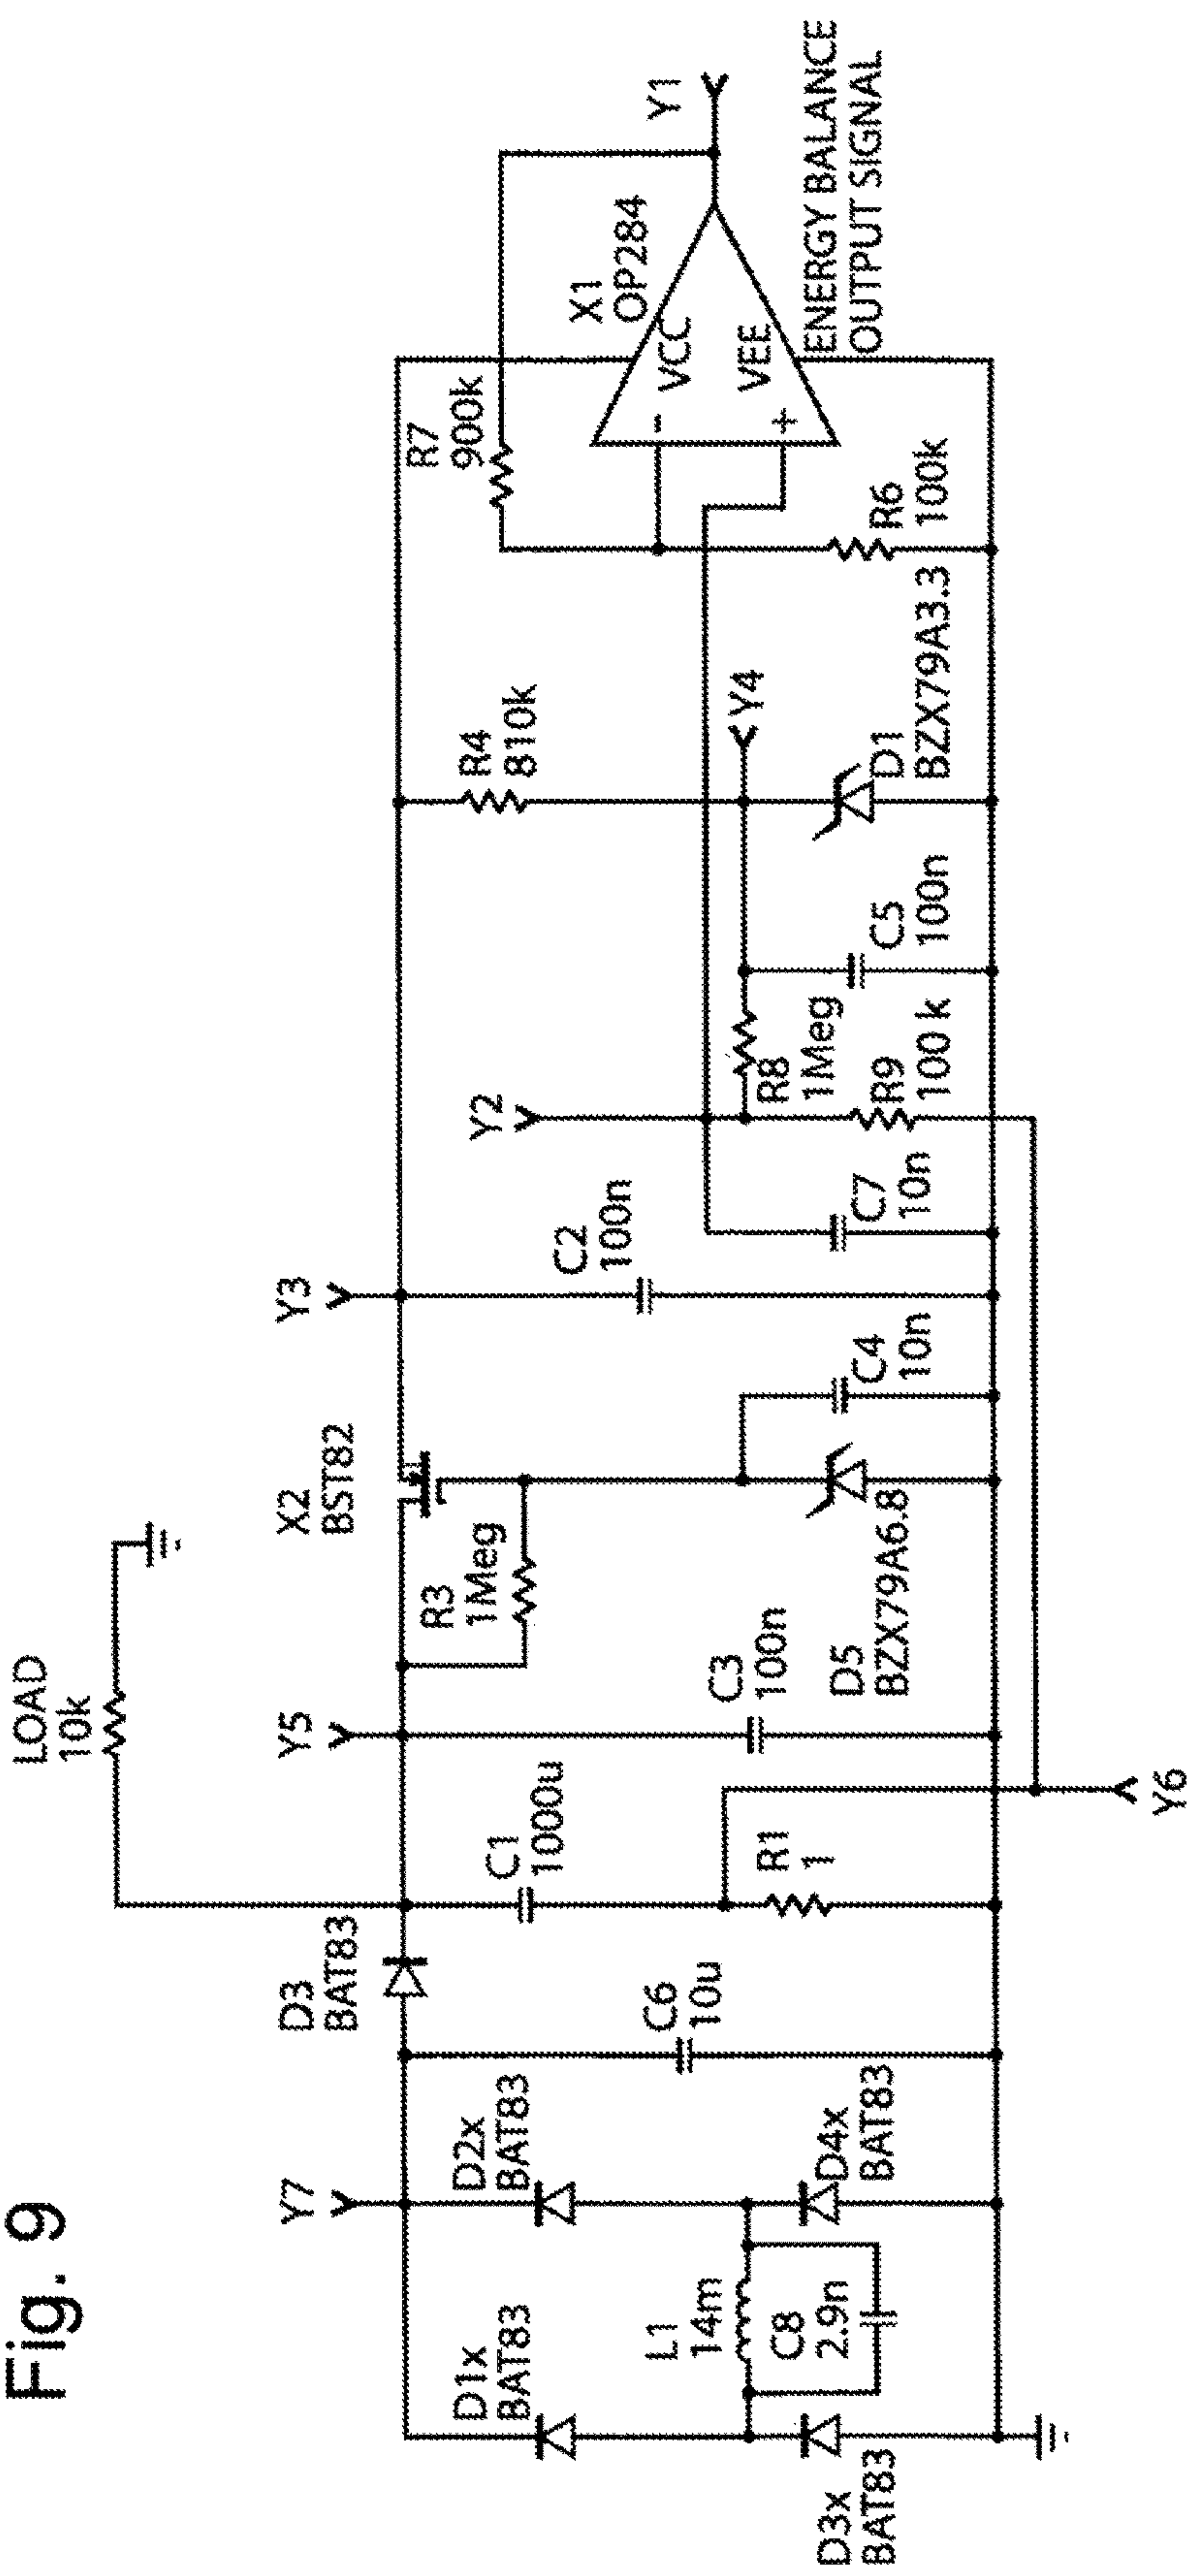 Fig. 9
LOAD
10k
D3
BAT83
Y5
X2
BST82
Y3
Y7
D1x
BAT83
D2x
BAT83
C1
1000u
R3
1Meg
Y2
R4
810k
R7
900k
X1
OP284
Y1
L1
14m
C8
2.9n
C6
10u
R1
1
C3
100n
C2
100n
R8
1Meg
Y4
VCC
VEE
-
+
D3x
BAT83
D4x
BAT83
D5
BZX79A6.8
C4
10n
C7
10n
R9
100 k
C5
100n
D1
BZX79A3.3
R6
100k
ENERGY BALANCE
OUTPUT SIGNAL
Y6